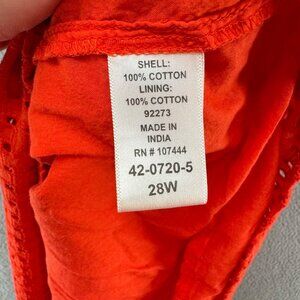 SHELL:
100% COTTON
LINING:
100% COTTON
92273
MADE IN
INDIA
RN # 107444
42-0720-5
28W